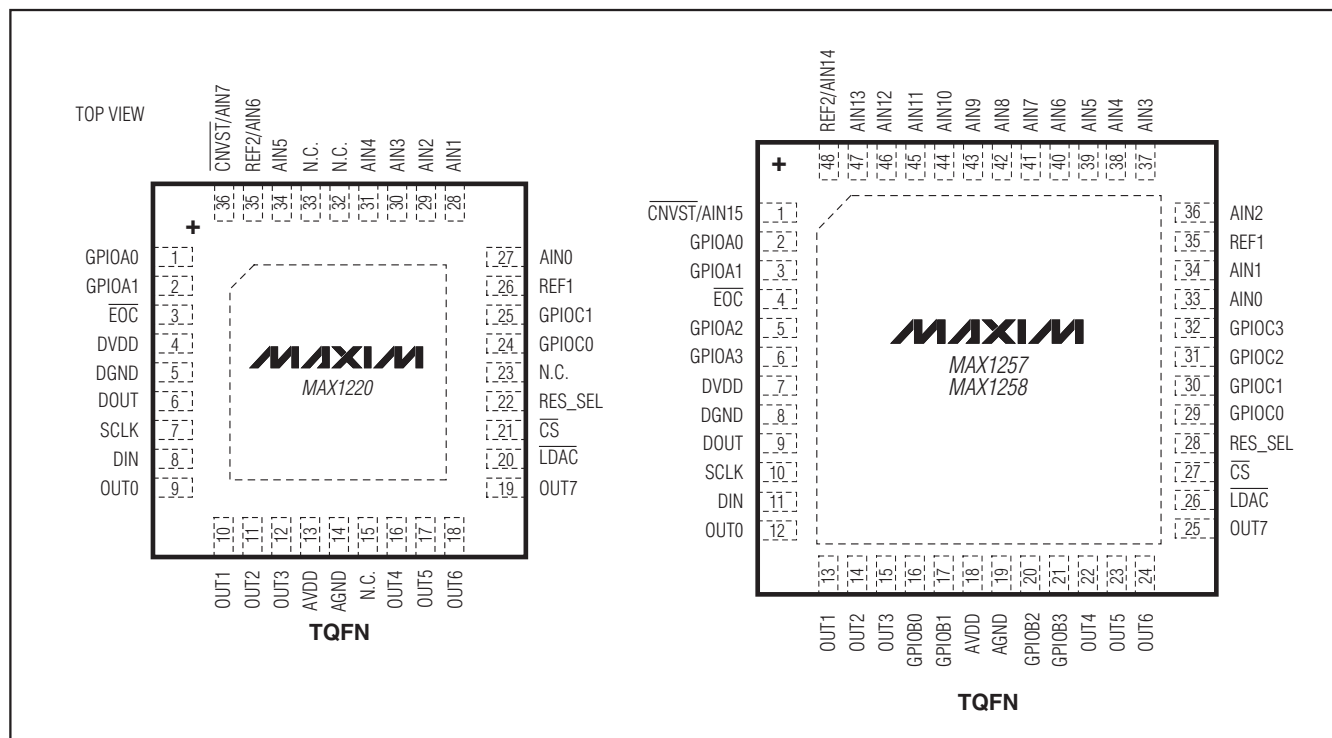 TOP VIEW
CNVST/AIN7
REF2/AIN6
AIN5
N.C.
N.C.
AIN4
AIN3
AIN2
AIN1
36 35 34 33 32 31 30 29 28
+
GPIOA0 1
GPIOA1 2
EOC 3
DVDD 4
DGND 5
DOUT 6
SCLK 7
DIN 8
OUT0 9
MAXIM
MAX1220
27 AIN0
26 REF1
25 GPIOC1
24 GPIOC0
23 N.C.
22 RES_SEL
21 CS
20 LDAC
19 OUT7
10 11 12 13 14 15 16 17 18
OUT1
OUT2
OUT3
AVDD
AGND
N.C.
OUT4
OUT5
OUT6
TQFN
REF2/AIN14
AIN13
AIN12
AIN11
AIN10
AIN9
AIN8
AIN7
AIN6
AIN5
AIN4
AIN3
+
48 47 46 45 44 43 42 41 40 39 38 37
CNVST/AIN15 1
GPIOA0 2
GPIOA1 3
EOC 4
GPIOA2 5
GPIOA3 6
DVDD 7
DGND 8
DOUT 9
SCLK 10
DIN 11
OUT0 12
MAXIM
MAX1257
MAX1258
36 AIN2
35 REF1
34 AIN1
33 AIN0
32 GPIOC3
31 GPIOC2
30 GPIOC1
29 GPIOC0
28 RES_SEL
27 CS
26 LDAC
25 OUT7
13 14 15 16 17 18 19 20 21 22 23 24
OUT1
OUT2
OUT3
GPIOB0
GPIOB1
AVDD
AGND
GPIOB2
GPIOB3
OUT4
OUT5
OUT6
TQFN